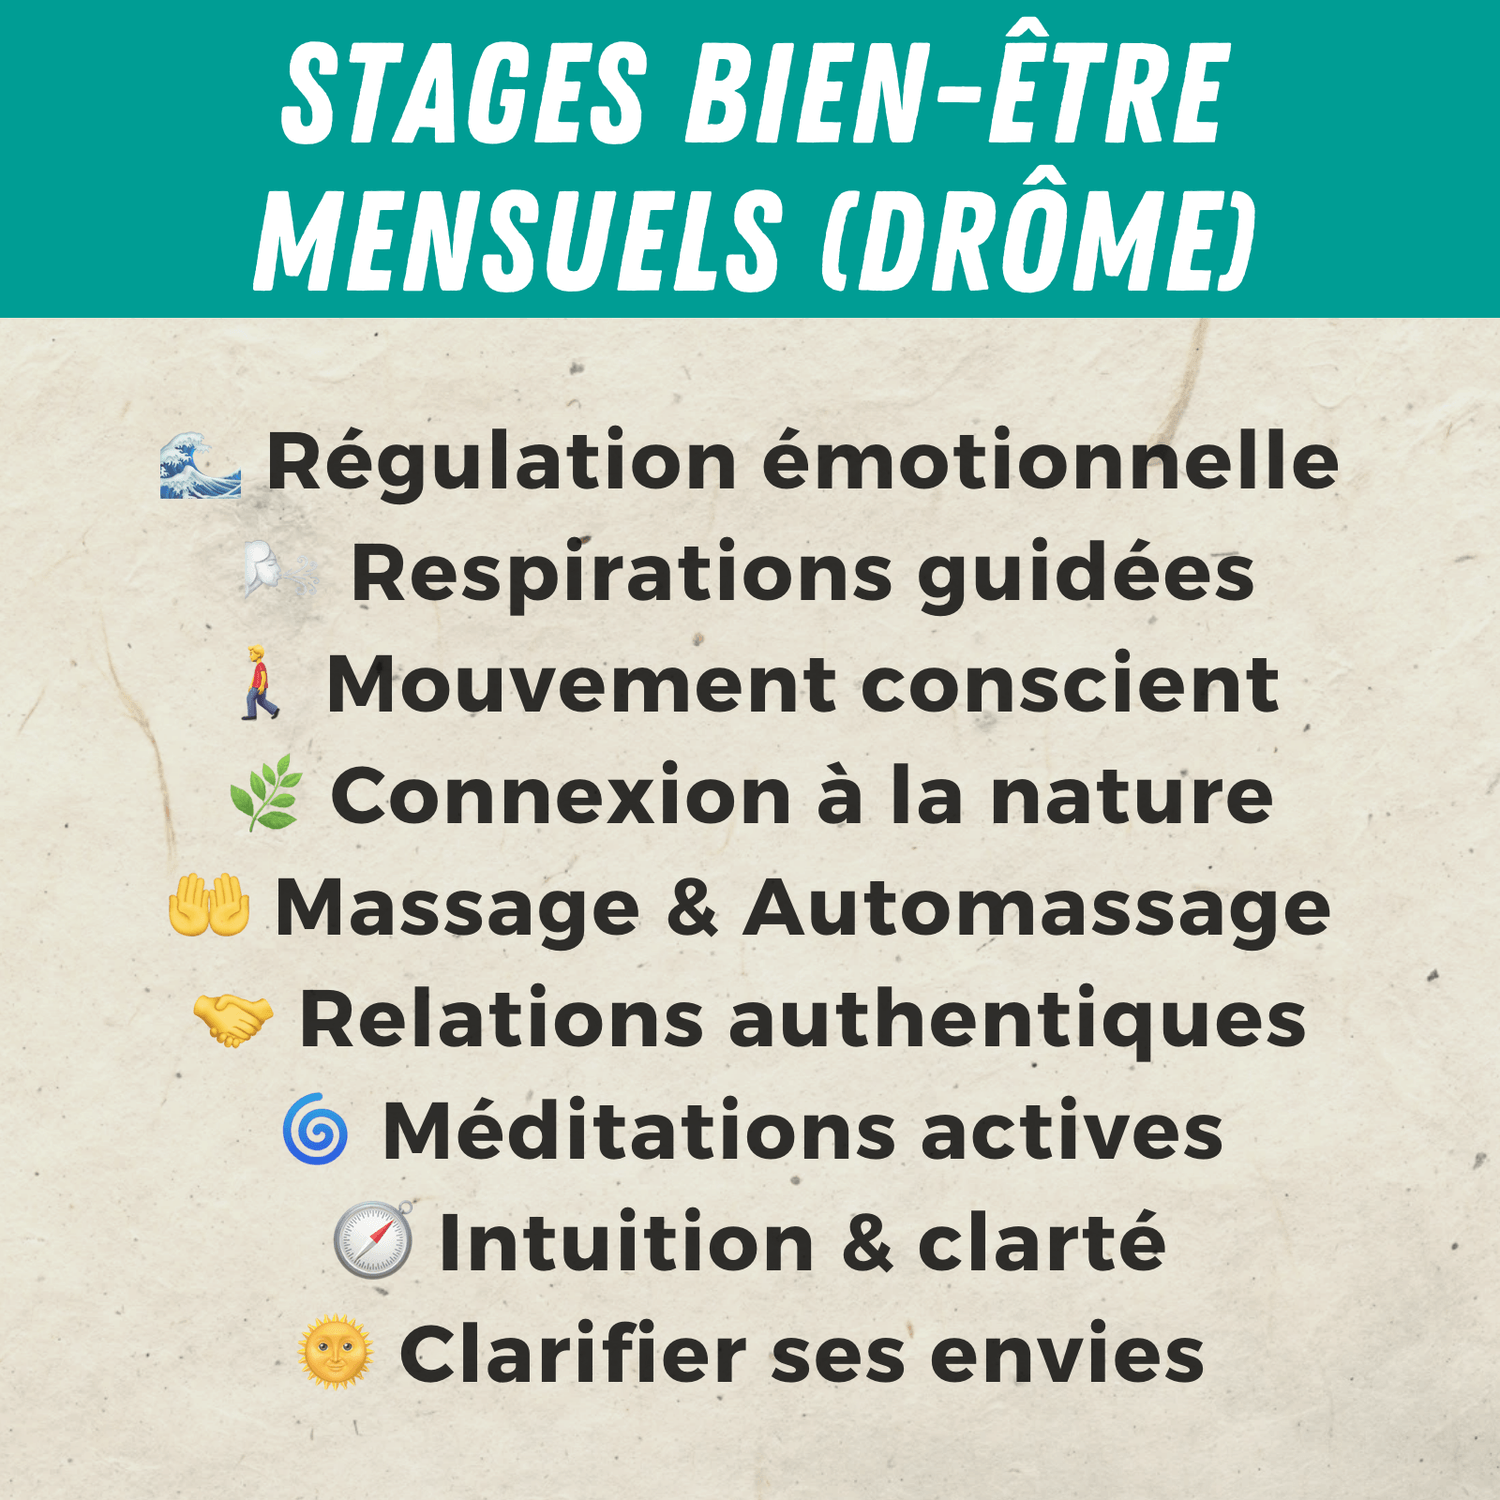 STAGES BIEN-ÊTRE
MENSUELS (DRÔME)
🌊 Régulation émotionnelle
🌬️ Respirations guidées
🚶 Mouvement conscient
🌿 Connexion à la nature
🤲 Massage & Automassage
🤝 Relations authentiques
🌀 Méditations actives
🧭 Intuition & clarté
🌞 Clarifier ses envies